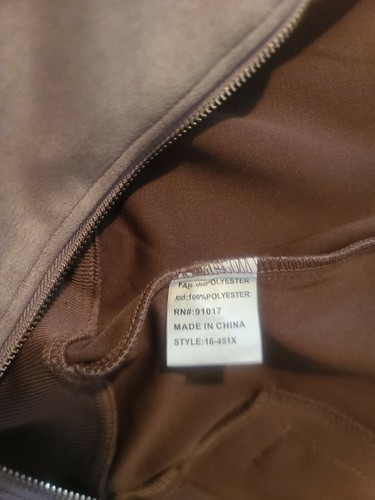 POLYESTER
:100%POLYESTER
RN#:91017
MADE IN CHINA
STYLE:16-451X